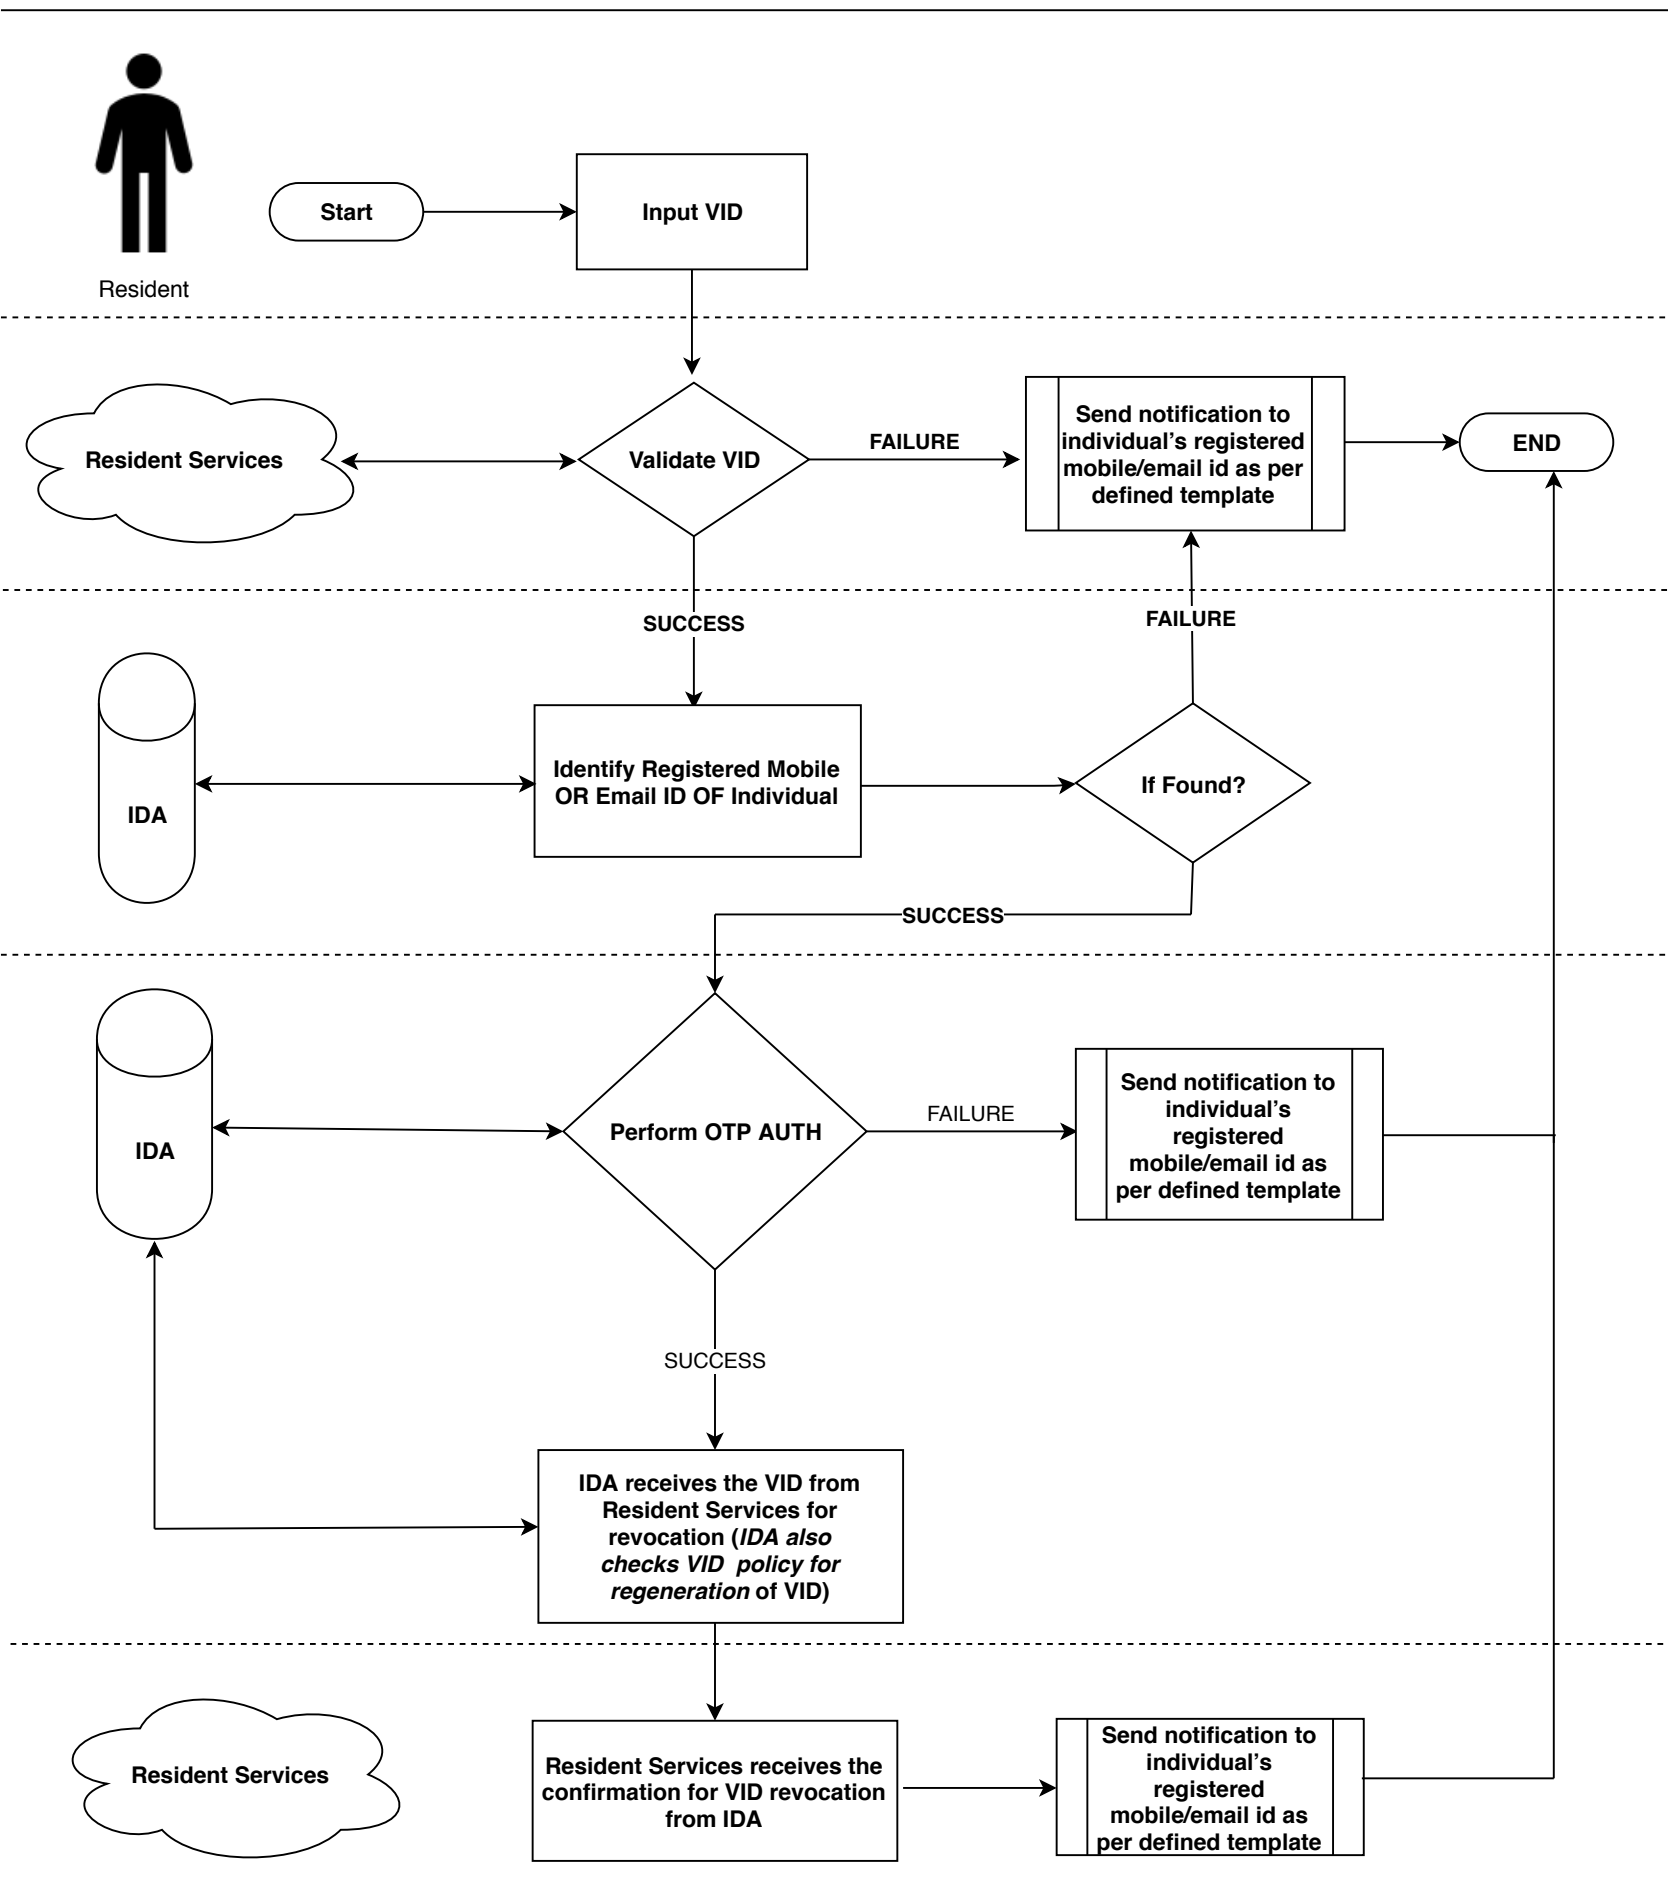 Start
Input VID
Resident
Resident Services
Validate VID
FAILURE
Send notification to
individual's registered
mobile/email id as per
defined template
END
SUCCESS
FAILURE
IDA
Identify Registered Mobile
OR Email ID OF Individual
If Found?
SUCCESS
IDA
Perform OTP AUTH
FAILURE
Send notification to
individual's
registered
mobile/email id as
per defined template
SUCCESS
IDA receives the VID from
Resident Services for
revocation (IDA also
checks VID policy for
regeneration of VID)
Resident Services
Resident Services receives the
confirmation for VID revocation
from IDA
Send notification to
individual's
registered
mobile/email id as
per defined template